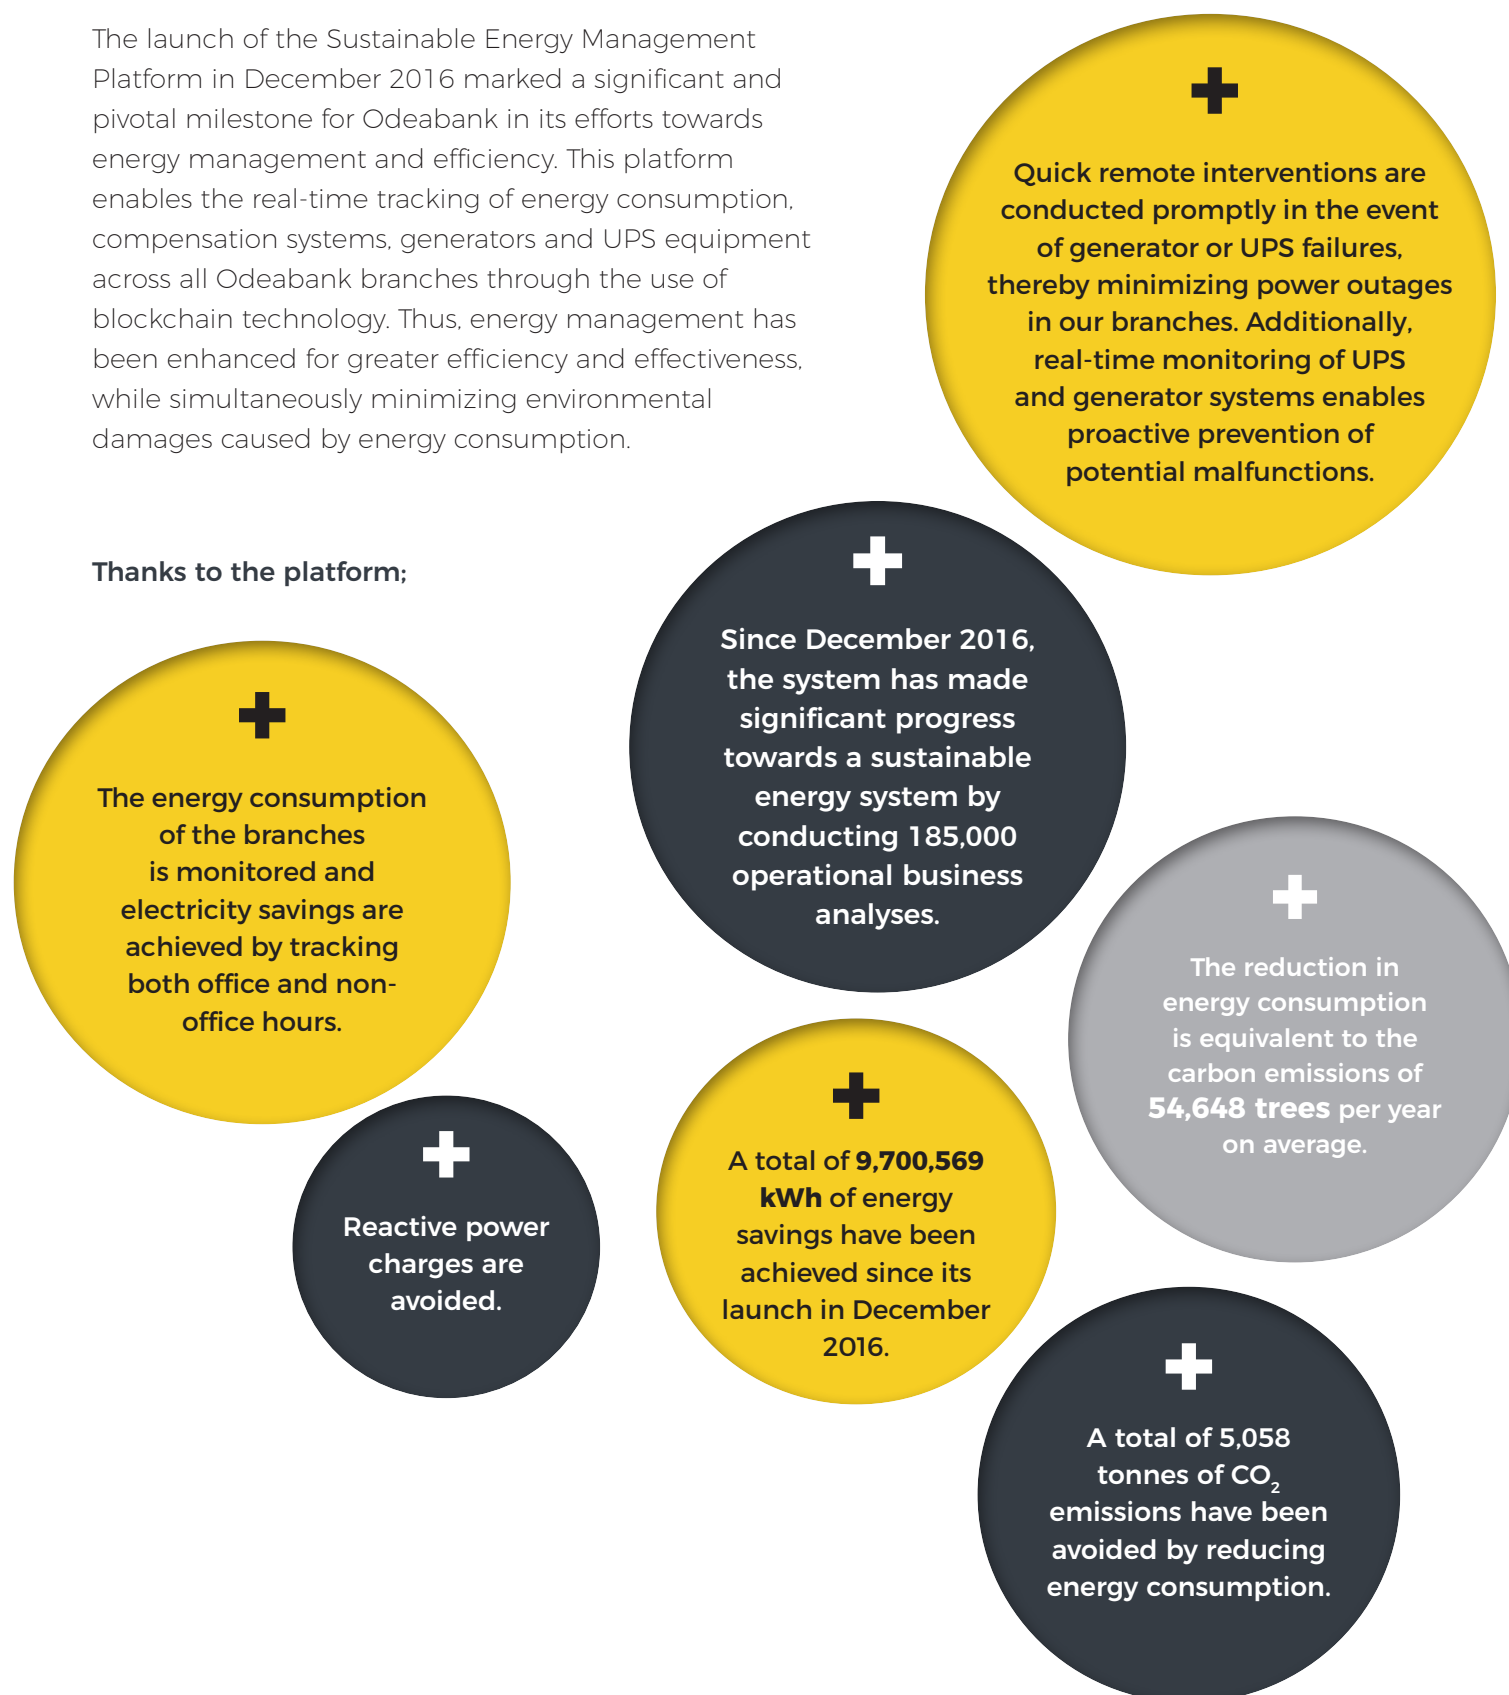 The launch of the Sustainable Energy Management
Platform in December 2016 marked a significant and
pivotal milestone for Odeabank in its efforts towards
energy management and efficiency. This platform
enables the real-time tracking of energy consumption,
compensation systems, generators and UPS equipment
across all Odeabank branches through the use of
blockchain technology. Thus, energy management has
been enhanced for greater efficiency and effectiveness,
while simultaneously minimizing environmental
damages caused by energy consumption.
Quick remote interventions are
conducted promptly in the event
of generator or UPS failures,
thereby minimizing power outages
in our branches. Additionally,
real-time monitoring of UPS
and generator systems enables
proactive prevention of
potential malfunctions.
Thanks to the platform;
Since December 2016,
the system has made
significant progress
towards a sustainable
energy system by
conducting 185,000
operational business
analyses.
The energy consumption
of the branches
is monitored and
electricity savings are
achieved by tracking
both office and non-
office hours.
The reduction in
energy consumption
is equivalent to the
carbon emissions of
54,648 trees per year
on average.
Reactive power
charges are
avoided.
A total of 9,700,569
kWh of energy
savings have been
achieved since its
launch in December
2016.
A total of 5,058
tonnes of CO₂
emissions have been
avoided by reducing
energy consumption.